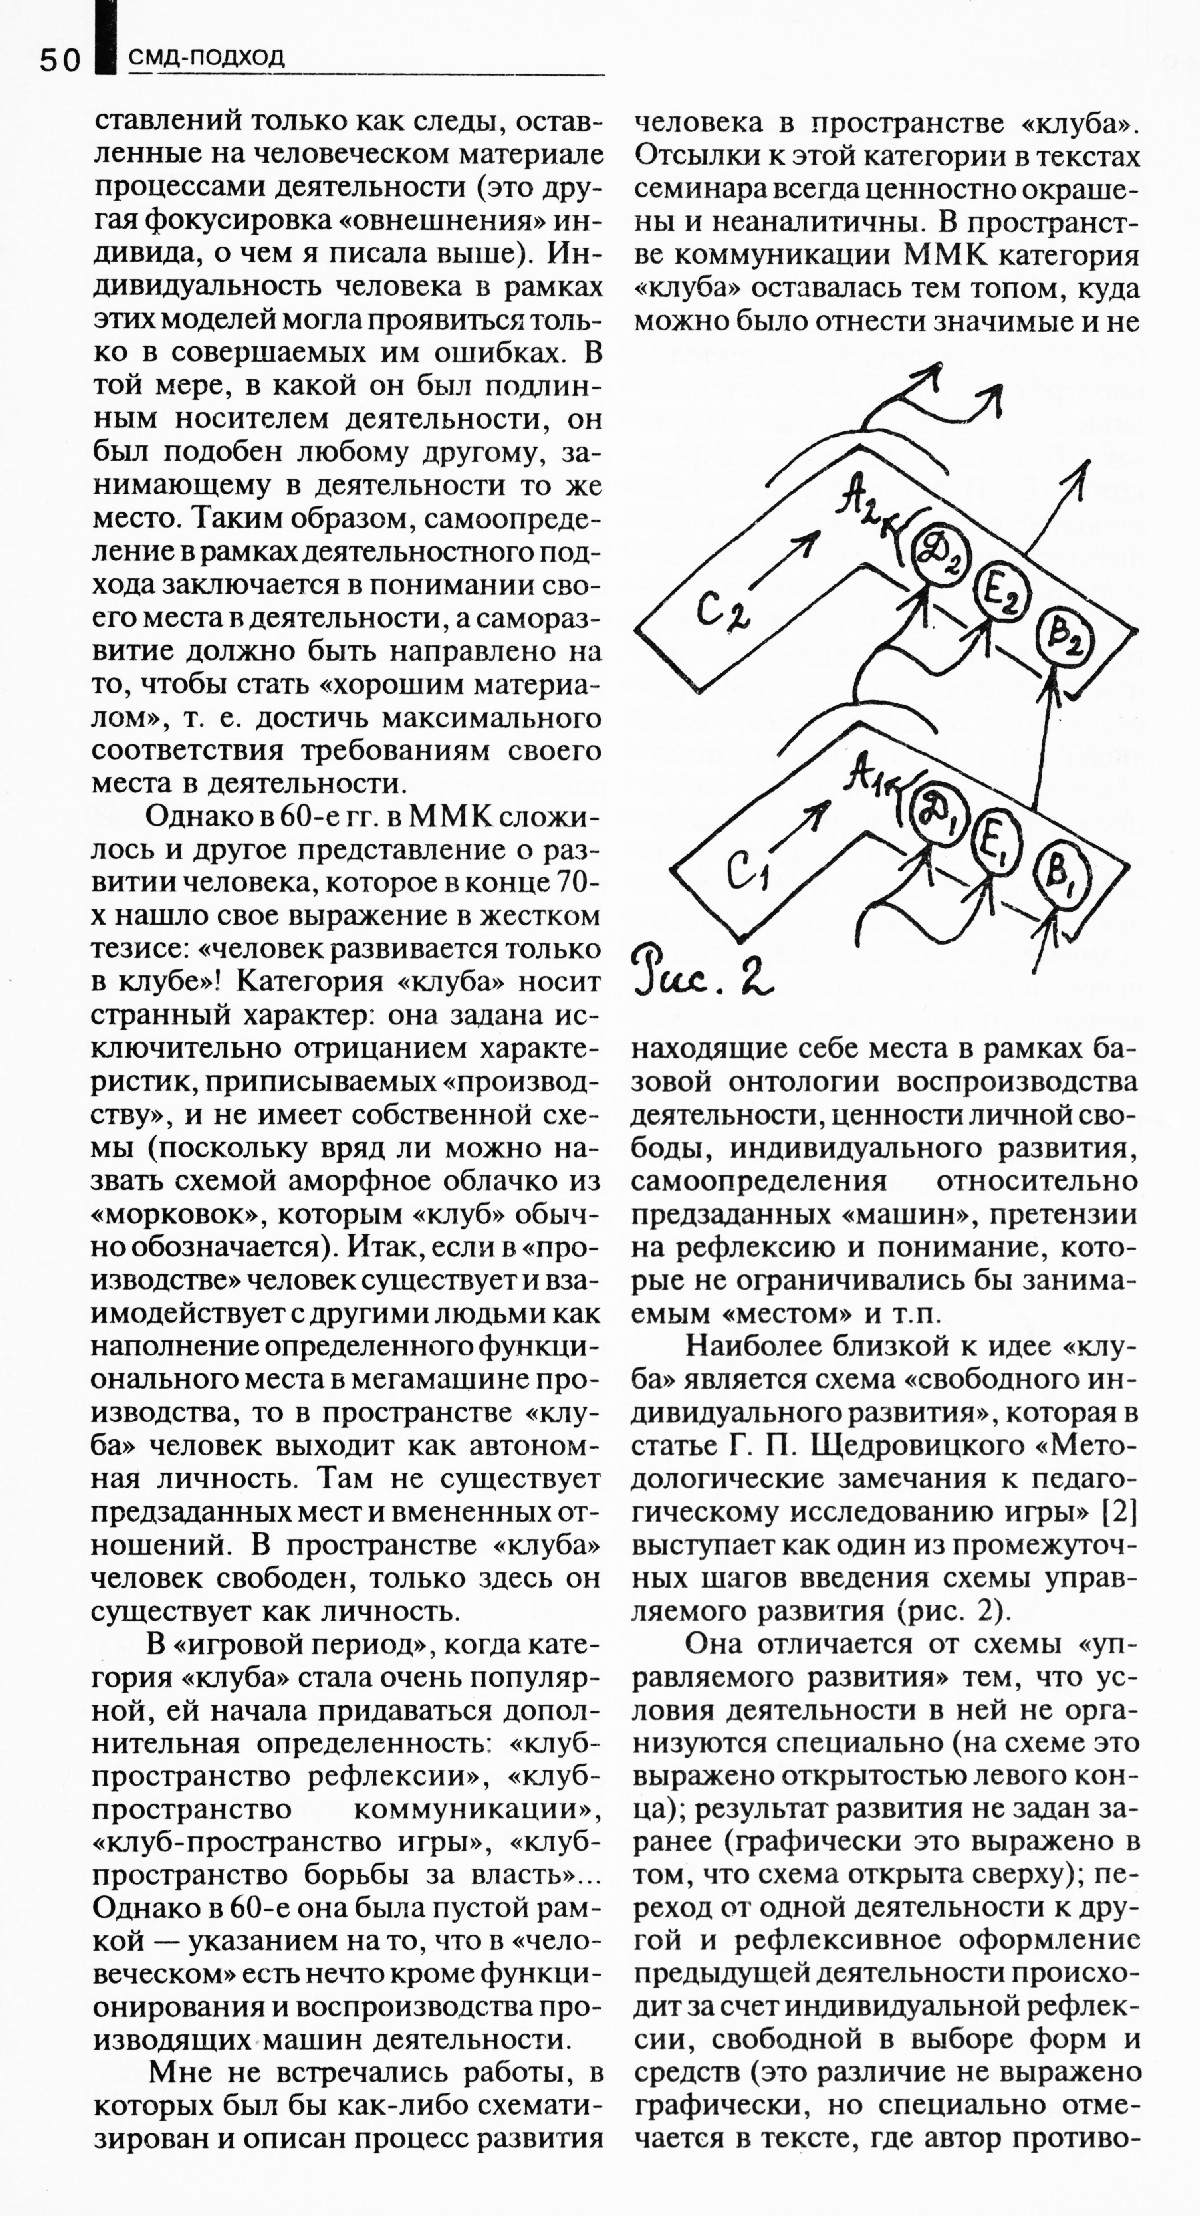 50
СМД-ПОДХОД
ставлений только как следы, остав-
ленные на человеческом материале
процессами деятельности (это дру-
гая фокусировка «овнешнения» ин-
дивида, о чем я писала выше). Ин-
дивидуальность человека в рамках
этих моделей могла проявиться толь-
ко в совершаемых им ошибках. В
той мере, в какой он был подлин-
ным носителем деятельности, он
был подобен любому другому, за-
нимающему в деятельности то же
место. Таким образом, самоопреде-
ление в рамках деятельностного под-
хода заключается в понимании сво-
его места в деятельности, а самораз-
витие должно быть направлено на
то, чтобы стать «хорошим материа-
лом», т. е. достичь максимального
соответствия требованиям своего
места в деятельности.
Однако в 60-е гг. в ММК сложи-
лось и другое представление о раз-
витии человека, которое в конце 70-
х нашло свое выражение в жестком
тезисе: «человек развивается только
в клубе»! Категория «клуба» носит
странный характер: она задана ис-
ключительно отрицанием характе-
ристик, приписываемых «производ-
ству», и не имеет собственной схе-
мы (поскольку вряд ли можно на-
звать схемой аморфное облачко из
«морковок», которым «клуб» обыч-
но обозначается). Итак, если в «про-
изводстве» человек существует и вза-
имодействует с другими людьми как
наполнение определенного функци-
онального места в мегамашине про-
изводства, то в пространстве «клу-
ба» человек выходит как автоном-
ная личность. Там не существует
предзаданных мест и вмененных от-
ношений. В пространстве «клуба»
человек свободен, только здесь он
существует как личность.
В «игровой период», когда кате-
гория «клуба» стала очень популяр-
ной, ей начала придаваться допол-
нительная определенность: «клуб-
пространство рефлексии», «клуб-
пространство коммуникации»,
«клуб-пространство игры», «клуб-
пространство борьбы за власть»...
Однако в 60-е она была пустой рам-
кой — указанием на то, что в «чело-
веческом» есть нечто кроме функци-
онирования и воспроизводства про-
изводящих машин деятельности.
Мне не встречались работы, в
которых был бы как-либо схемати-
зирован и описан процесс развития
человека в пространстве «клуба».
Отсылки к этой категории в текстах
семинара всегда ценностно окраше-
ны и неаналитичны. В пространст-
ве коммуникации ММК категория
«клуба» оставалась тем топом, куда
можно было отнести значимые и не
A2к
Д2
E2
B2
C2
A1к
Д1
E1
B1
C1
Рис. 2
находящие себе места в рамках ба-
зовой онтологии воспроизводства
деятельности, ценности личной сво-
боды, индивидуального развития,
самоопределения относительно
предзаданных «машин», претензии
на рефлексию и понимание, кото-
рые не ограничивались бы занима-
емым «местом» и т.п.
Наиболее близкой к идее «клу-
ба» является схема «свободного ин-
дивидуального развития», которая в
статье Г. П. Щедровицкого «Мето-
дологические замечания к педаго-
гическому исследованию игры» [2]
выступает как один из промежуточ-
ных шагов введения схемы управ-
ляемого развития (рис. 2).
Она отличается от схемы «уп-
равляемого развития» тем, что ус-
ловия деятельности в ней не орга-
низуются специально (на схеме это
выражено открытостью левого кон-
ца); результат развития не задан за-
ранее (графически это выражено в
том, что схема открыта сверху); пе-
реход от одной деятельности к дру-
гой и рефлексивное оформление
предыдущей деятельности происхо-
дит за счет индивидуальной рефлек-
сии, свободной в выборе форм и
средств (это различие не выражено
графически, но специально отме-
чается в тексте, где автор противо-